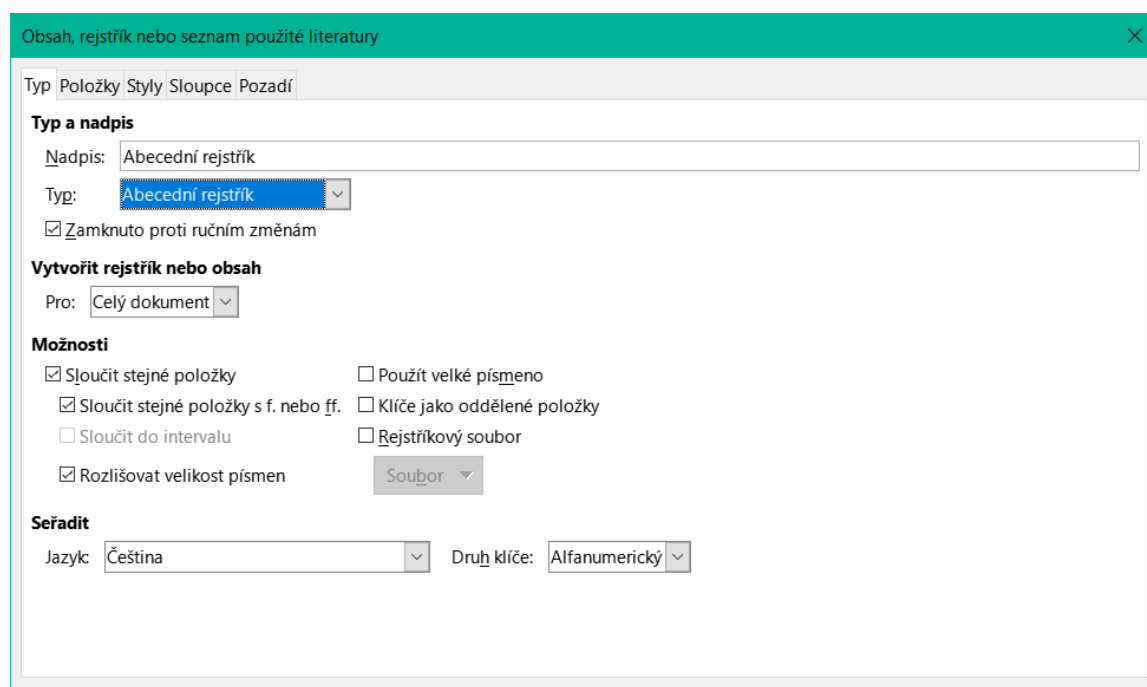 Obsah, rejstřík nebo seznam použité literatury
Typ Položky Styly Sloupce Pozadí
Typ a nadpis
Nadpis: Abecední rejstřík
Typ: Abecední rejstřík
Zamknuto proti ručním změnám
Vytvořit rejstřík nebo obsah
Pro: Celý dokument
Možnosti
Sloučit stejné položky Použít velké písmeno
Sloučit stejné položky s f. nebo ff. Klíče jako oddělené položky
Sloučit do intervalu Rejstříkový soubor
Rozlišovat velikost písmen Soubor
Seřadit
Jazyk: Čeština Druh klíče: Alfanumerický